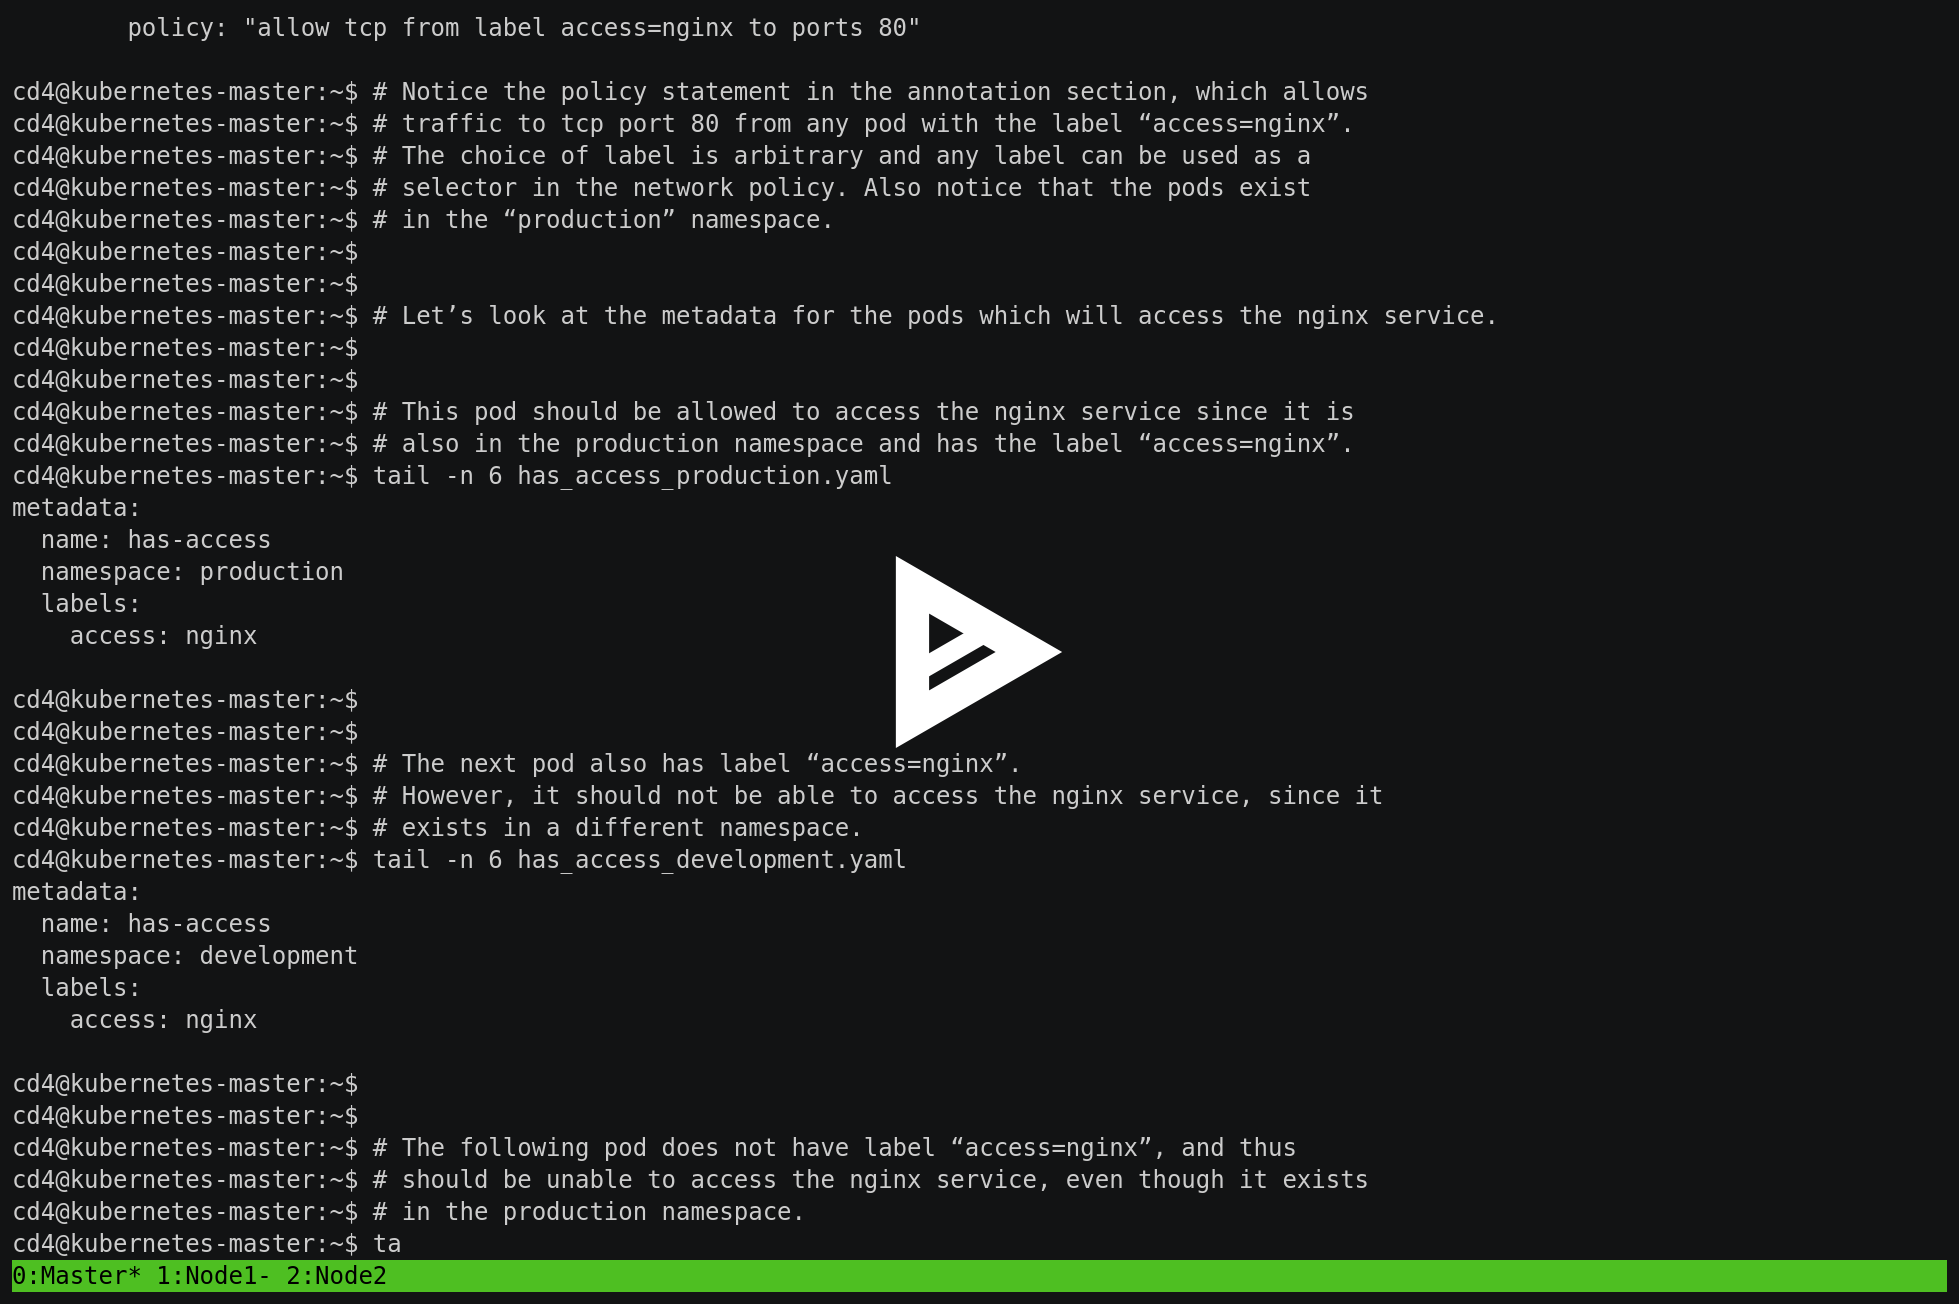 policy: "allow tcp from label access=nginx to ports 80"
cd4@kubernetes-master:~$ # Notice the policy statement in the annotation section, which allows
cd4@kubernetes-master:~$ # traffic to tcp port 80 from any pod with the label “access=nginx”.
cd4@kubernetes-master:~$ # The choice of label is arbitrary and any label can be used as a
cd4@kubernetes-master:~$ # selector in the network policy. Also notice that the pods exist
cd4@kubernetes-master:~$ # in the “production” namespace.
cd4@kubernetes-master:~$
cd4@kubernetes-master:~$
cd4@kubernetes-master:~$ # Let’s look at the metadata for the pods which will access the nginx service.
cd4@kubernetes-master:~$
cd4@kubernetes-master:~$
cd4@kubernetes-master:~$ # This pod should be allowed to access the nginx service since it is
cd4@kubernetes-master:~$ # also in the production namespace and has the label “access=nginx”.
cd4@kubernetes-master:~$ tail -n 6 has_access_production.yaml
metadata:
  name: has-access
  namespace: production
  labels:
    access: nginx
cd4@kubernetes-master:~$
cd4@kubernetes-master:~$
cd4@kubernetes-master:~$ # The next pod also has label “access=nginx”.
cd4@kubernetes-master:~$ # However, it should not be able to access the nginx service, since it
cd4@kubernetes-master:~$ # exists in a different namespace.
cd4@kubernetes-master:~$ tail -n 6 has_access_development.yaml
metadata:
  name: has-access
  namespace: development
  labels:
    access: nginx
cd4@kubernetes-master:~$
cd4@kubernetes-master:~$
cd4@kubernetes-master:~$ # The following pod does not have label “access=nginx”, and thus
cd4@kubernetes-master:~$ # should be unable to access the nginx service, even though it exists
cd4@kubernetes-master:~$ # in the production namespace.
cd4@kubernetes-master:~$ ta
0:Master* 1:Node1- 2:Node2